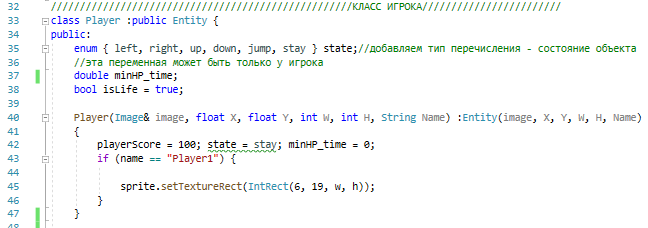 32 ////////////////////////////////////////////////////КЛАСС ИГРОКА////////////////////////
33 class Player :public Entity {
34 public:
35 enum { left, right, up, down, jump, stay } state;//добавляем тип перечисления - состояние объекта
36 //эта переменная может быть только у игрока
37 double minHP_time;
38 bool isLife = true;
39
40 Player(Image& image, float X, float Y, int W, int H, String Name) :Entity(image, X, Y, W, H, Name)
41 {
42 playerScore = 100; state = stay; minHP_time = 0;
43 if (name == "Player1") {
44
45 sprite.setTextureRect(IntRect(6, 19, w, h));
46 }
47 }
48